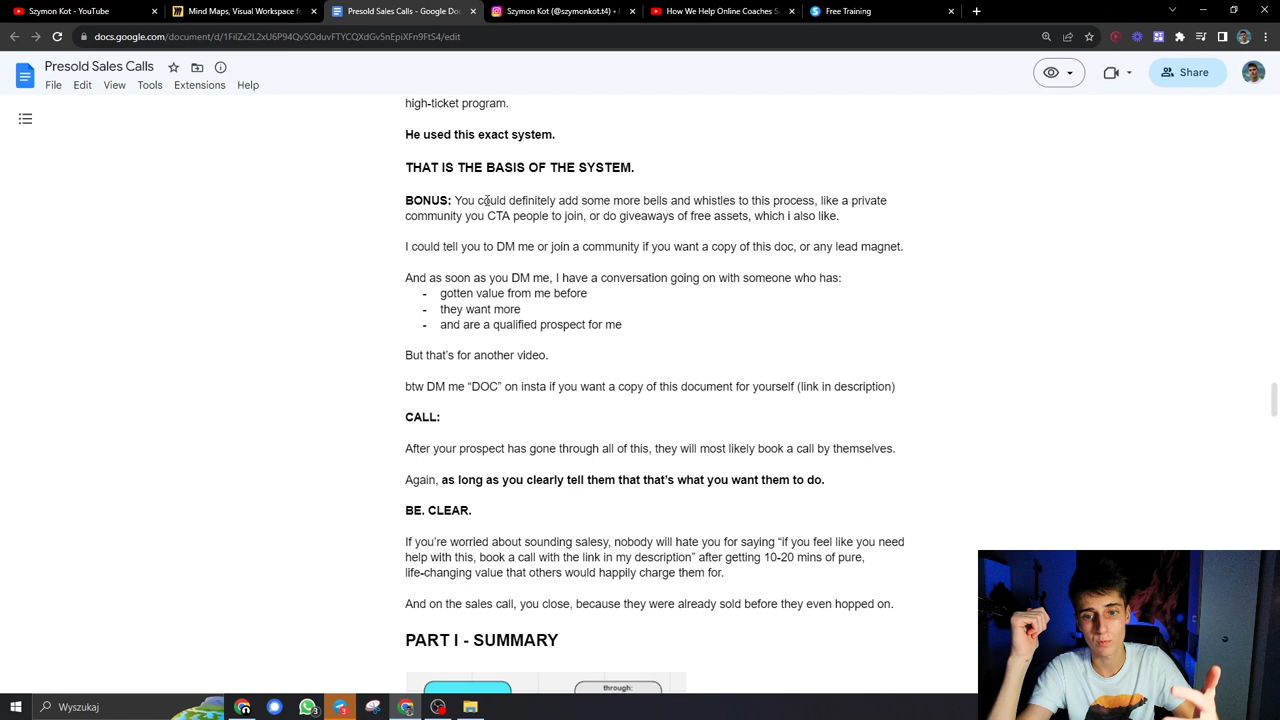 Szymon Kot - YouTube
Mind Maps, Visual Workspace fo
Presold Sales Calls - Google Doc
Szymon Kot (@szymonkot.t4) •
How We Help Online Coaches Su
Free Training
docs.google.com/document/d/1FiIZx2L2xU6P94QvSOduvFTYCQXdGv5nEpiXFn9FtS4/edit
Presold Sales Calls
File Edit View Tools Extensions Help
Share
high-ticket program.
He used this exact system.
THAT IS THE BASIS OF THE SYSTEM.
BONUS: You could definitely add some more bells and whistles to this process, like a private
community you CTA people to join, or do giveaways of free assets, which i also like.
I could tell you to DM me or join a community if you want a copy of this doc, or any lead magnet.
And as soon as you DM me, I have a conversation going on with someone who has:
- gotten value from me before
- they want more
- and are a qualified prospect for me
But that's for another video.
btw DM me “DOC” on insta if you want a copy of this document for yourself (link in description)
CALL:
After your prospect has gone through all of this, they will most likely book a call by themselves.
Again, as long as you clearly tell them that that's what you want them to do.
BE. CLEAR.
If you're worried about sounding salesy, nobody will hate you for saying “if you feel like you need
help with this, book a call with the link in my description” after getting 10-20 mins of pure,
life-changing value that others would happily charge them for.
And on the sales call, you close, because they were already sold before they even hopped on.
PART I - SUMMARY
through:
Wyszukaj